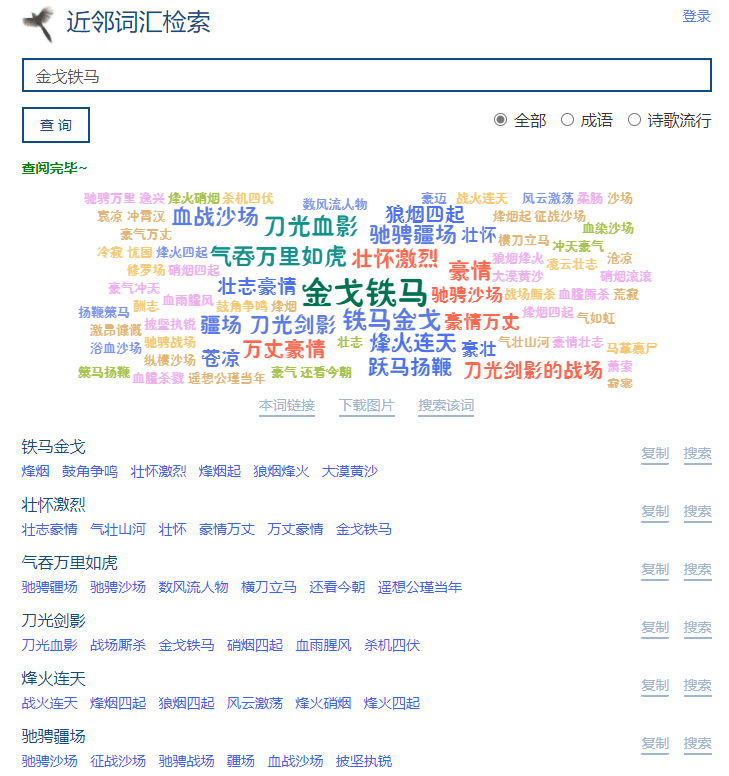 近邻词汇检索
登录
金戈铁马
查 询
全部 成语 诗歌流行
查阅完毕~
驰骋万里 逸兴 烽火硝烟 杀机四伏 数风流人物 豪迈 战火连天 风云激荡 柔肠 沙场
哀凉 冲霄汉 血战沙场 刀光血影 狼烟四起 烽烟起 征战沙场
豪气万丈 驰骋疆场 壮怀 横刀立马 血染沙场
冷寂 忧国 烽火四起 气吞万里如虎 壮怀激烈 狼烟烽火 冲天豪气 沧凉
修罗场 硝烟四起 豪情 大漠黄沙 凌云壮志 硝烟滚滚
豪气冲天 壮志豪情 金戈铁马 驰骋沙场 战场厮杀 血腥厮杀 荒寂
扬鞭策马 酬志 血雨腥风 鼓角争鸣 烽烟 烽烟四起
激昂慷慨 披坚执锐 疆场 刀光剑影 铁马金戈 豪情万丈 气如虹
浴血沙场 驰骋战场 万丈豪情 壮志 烽火连天 豪壮 气壮山河 豪情壮志 马革裹尸
纵横沙场 苍凉 跃马扬鞭 刀光剑影的战场 萧索
策马扬鞭 血腥杀戮 遥想公瑾当年 豪气 还看今朝 寂寥
本词链接 下载图片 搜索该词
铁马金戈 复制 搜索
烽烟 鼓角争鸣 壮怀激烈 烽烟起 狼烟烽火 大漠黄沙
壮怀激烈 复制 搜索
壮志豪情 气壮山河 壮怀 豪情万丈 万丈豪情 金戈铁马
气吞万里如虎 复制 搜索
驰骋疆场 驰骋沙场 数风流人物 横刀立马 还看今朝 遥想公瑾当年
刀光剑影 复制 搜索
刀光血影 战场厮杀 金戈铁马 硝烟四起 血雨腥风 杀机四伏
烽火连天 复制 搜索
战火连天 烽烟四起 狼烟四起 风云激荡 烽火硝烟 烽火四起
驰骋疆场 复制 搜索
驰骋沙场 征战沙场 驰骋战场 疆场 血战沙场 披坚执锐